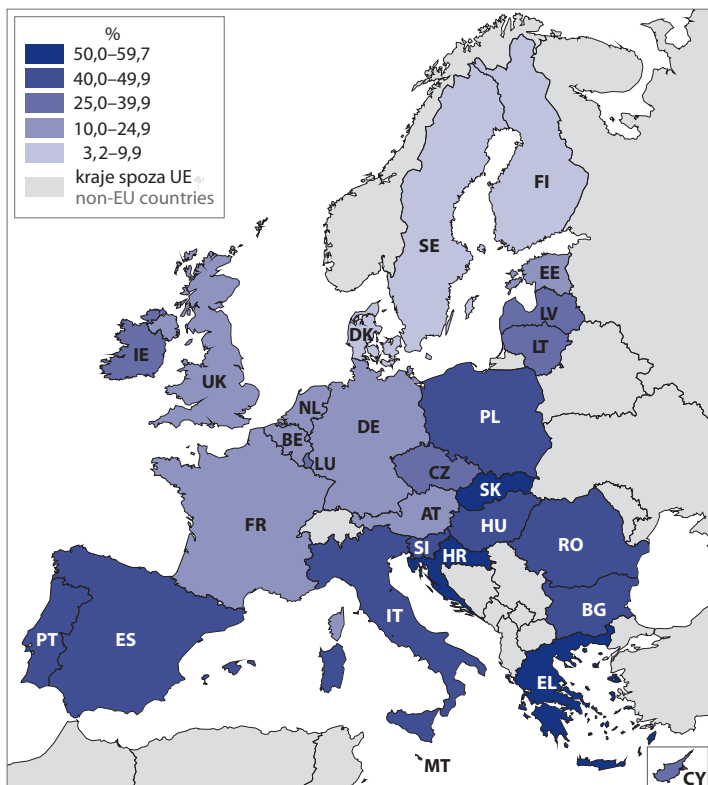 %
50,0–59,7
40,0–49,9
25,0–39,9
10,0–24,9
3,2–9,9
kraje spoza UE
non-EU countries
FI
SE
EE
LV
LT
DK
IE
UK
NL
DE
PL
BE
LU
CZ
SK
FR
AT
HU
SI
HR
RO
PT
ES
IT
BG
EL
MT
CY